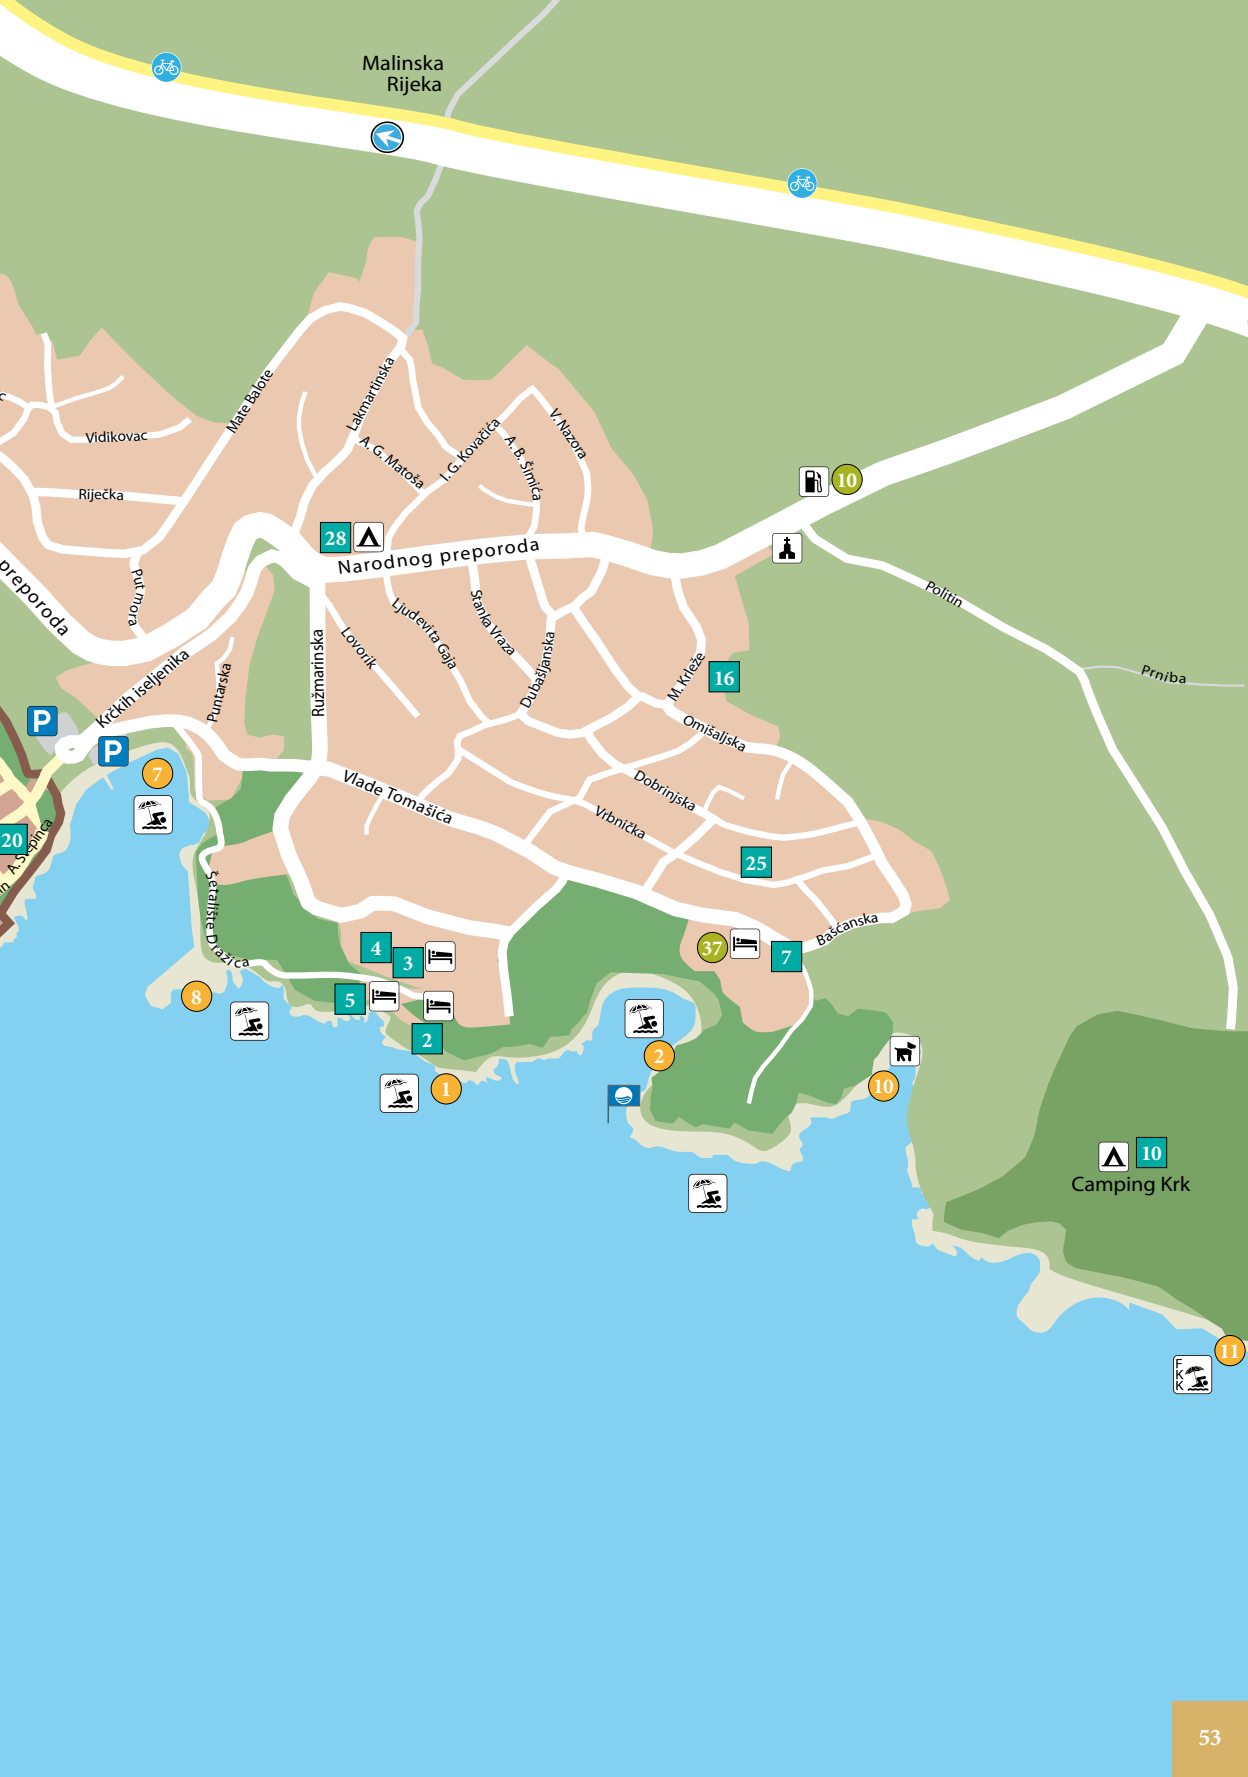 Malinska
Rijeka
c
Mate Balote
Lakmartinska
Vidikovac
A. G. Matoša
I. G. Kovačića
A. B. Šimića
V. Nazora
Riječka
10
28
Narodnog preporoda
preporoda
Put mora
Ljudevita Gaja
Stanka Vraza
Politin
Lovorik
Ružmarinska
Dubašljanska
M. Krleže
16
Prniba
Krčkih iseljenika
Puntarska
P
P
Omišaljska
7
Vlade Tomašića
Dobrinjska
Vrbnička
20
A. Stepinca
in
25
Šetalište Dražica
Bašćanska
4
3
37
7
8
5
2
2
1
10
10
Camping Krk
11
F
K
K
53